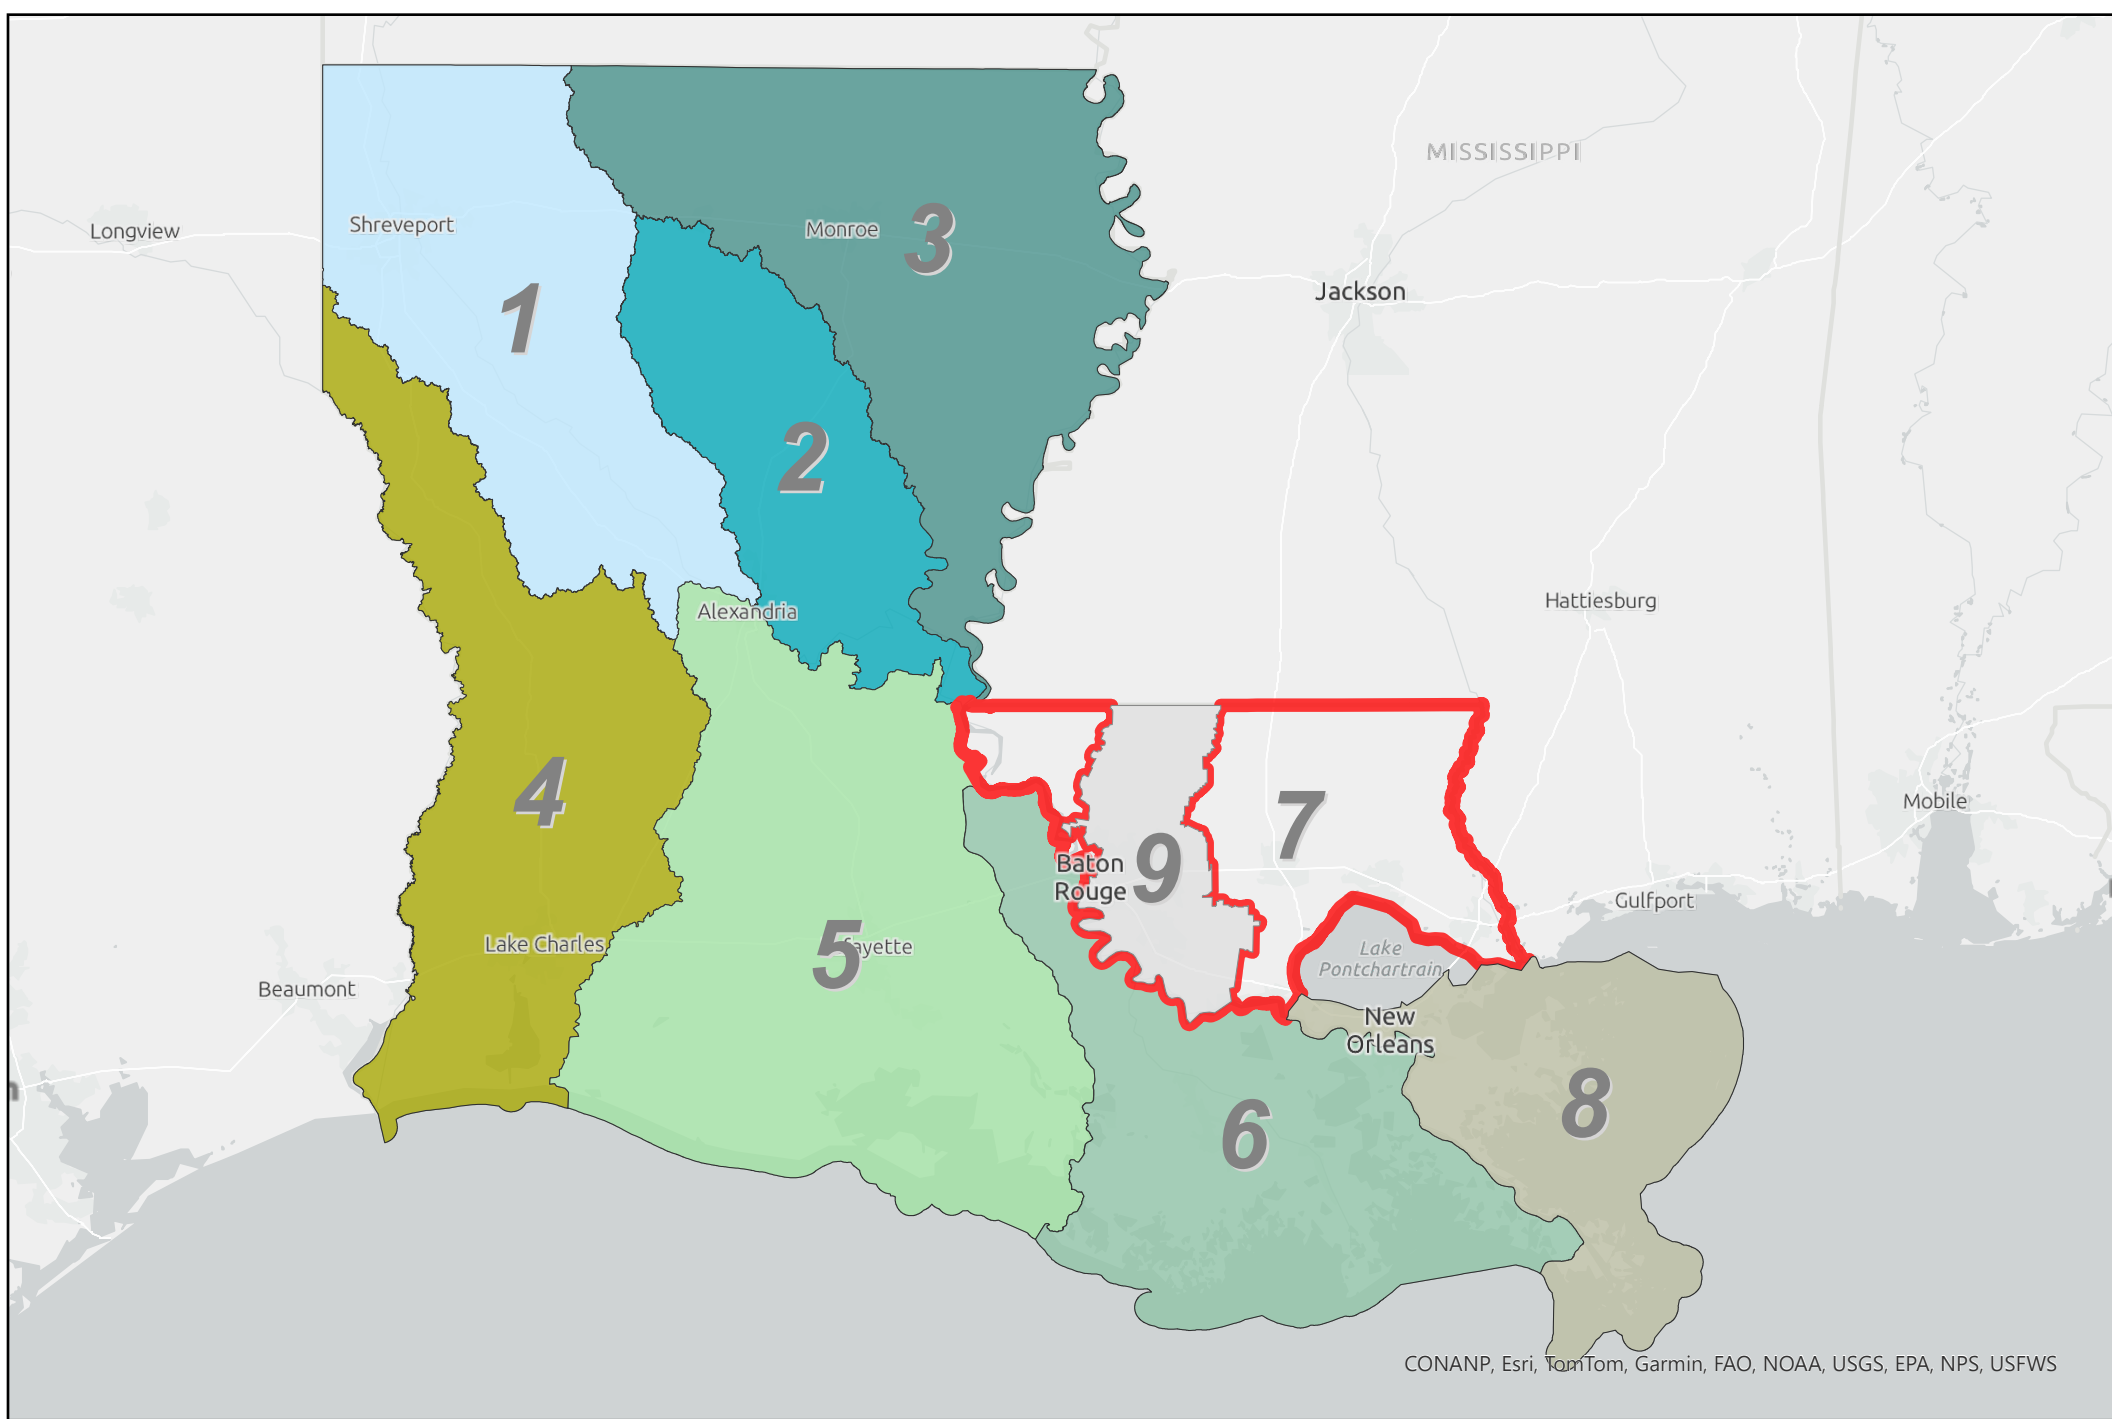 MISSISSIPPI
Longview
Shreveport
Monroe
3
1
Jackson
2
Alexandria
Hattiesburg
4
7
Mobile
9
Baton
Rouge
Gulfport
Lake Charles
5
fayette
Lake
Pontchartrain
Beaumont
New
Orleans
8
6
CONANP, Esri, TomTom, Garmin, FAO, NOAA, USGS, EPA, NPS, USFWS